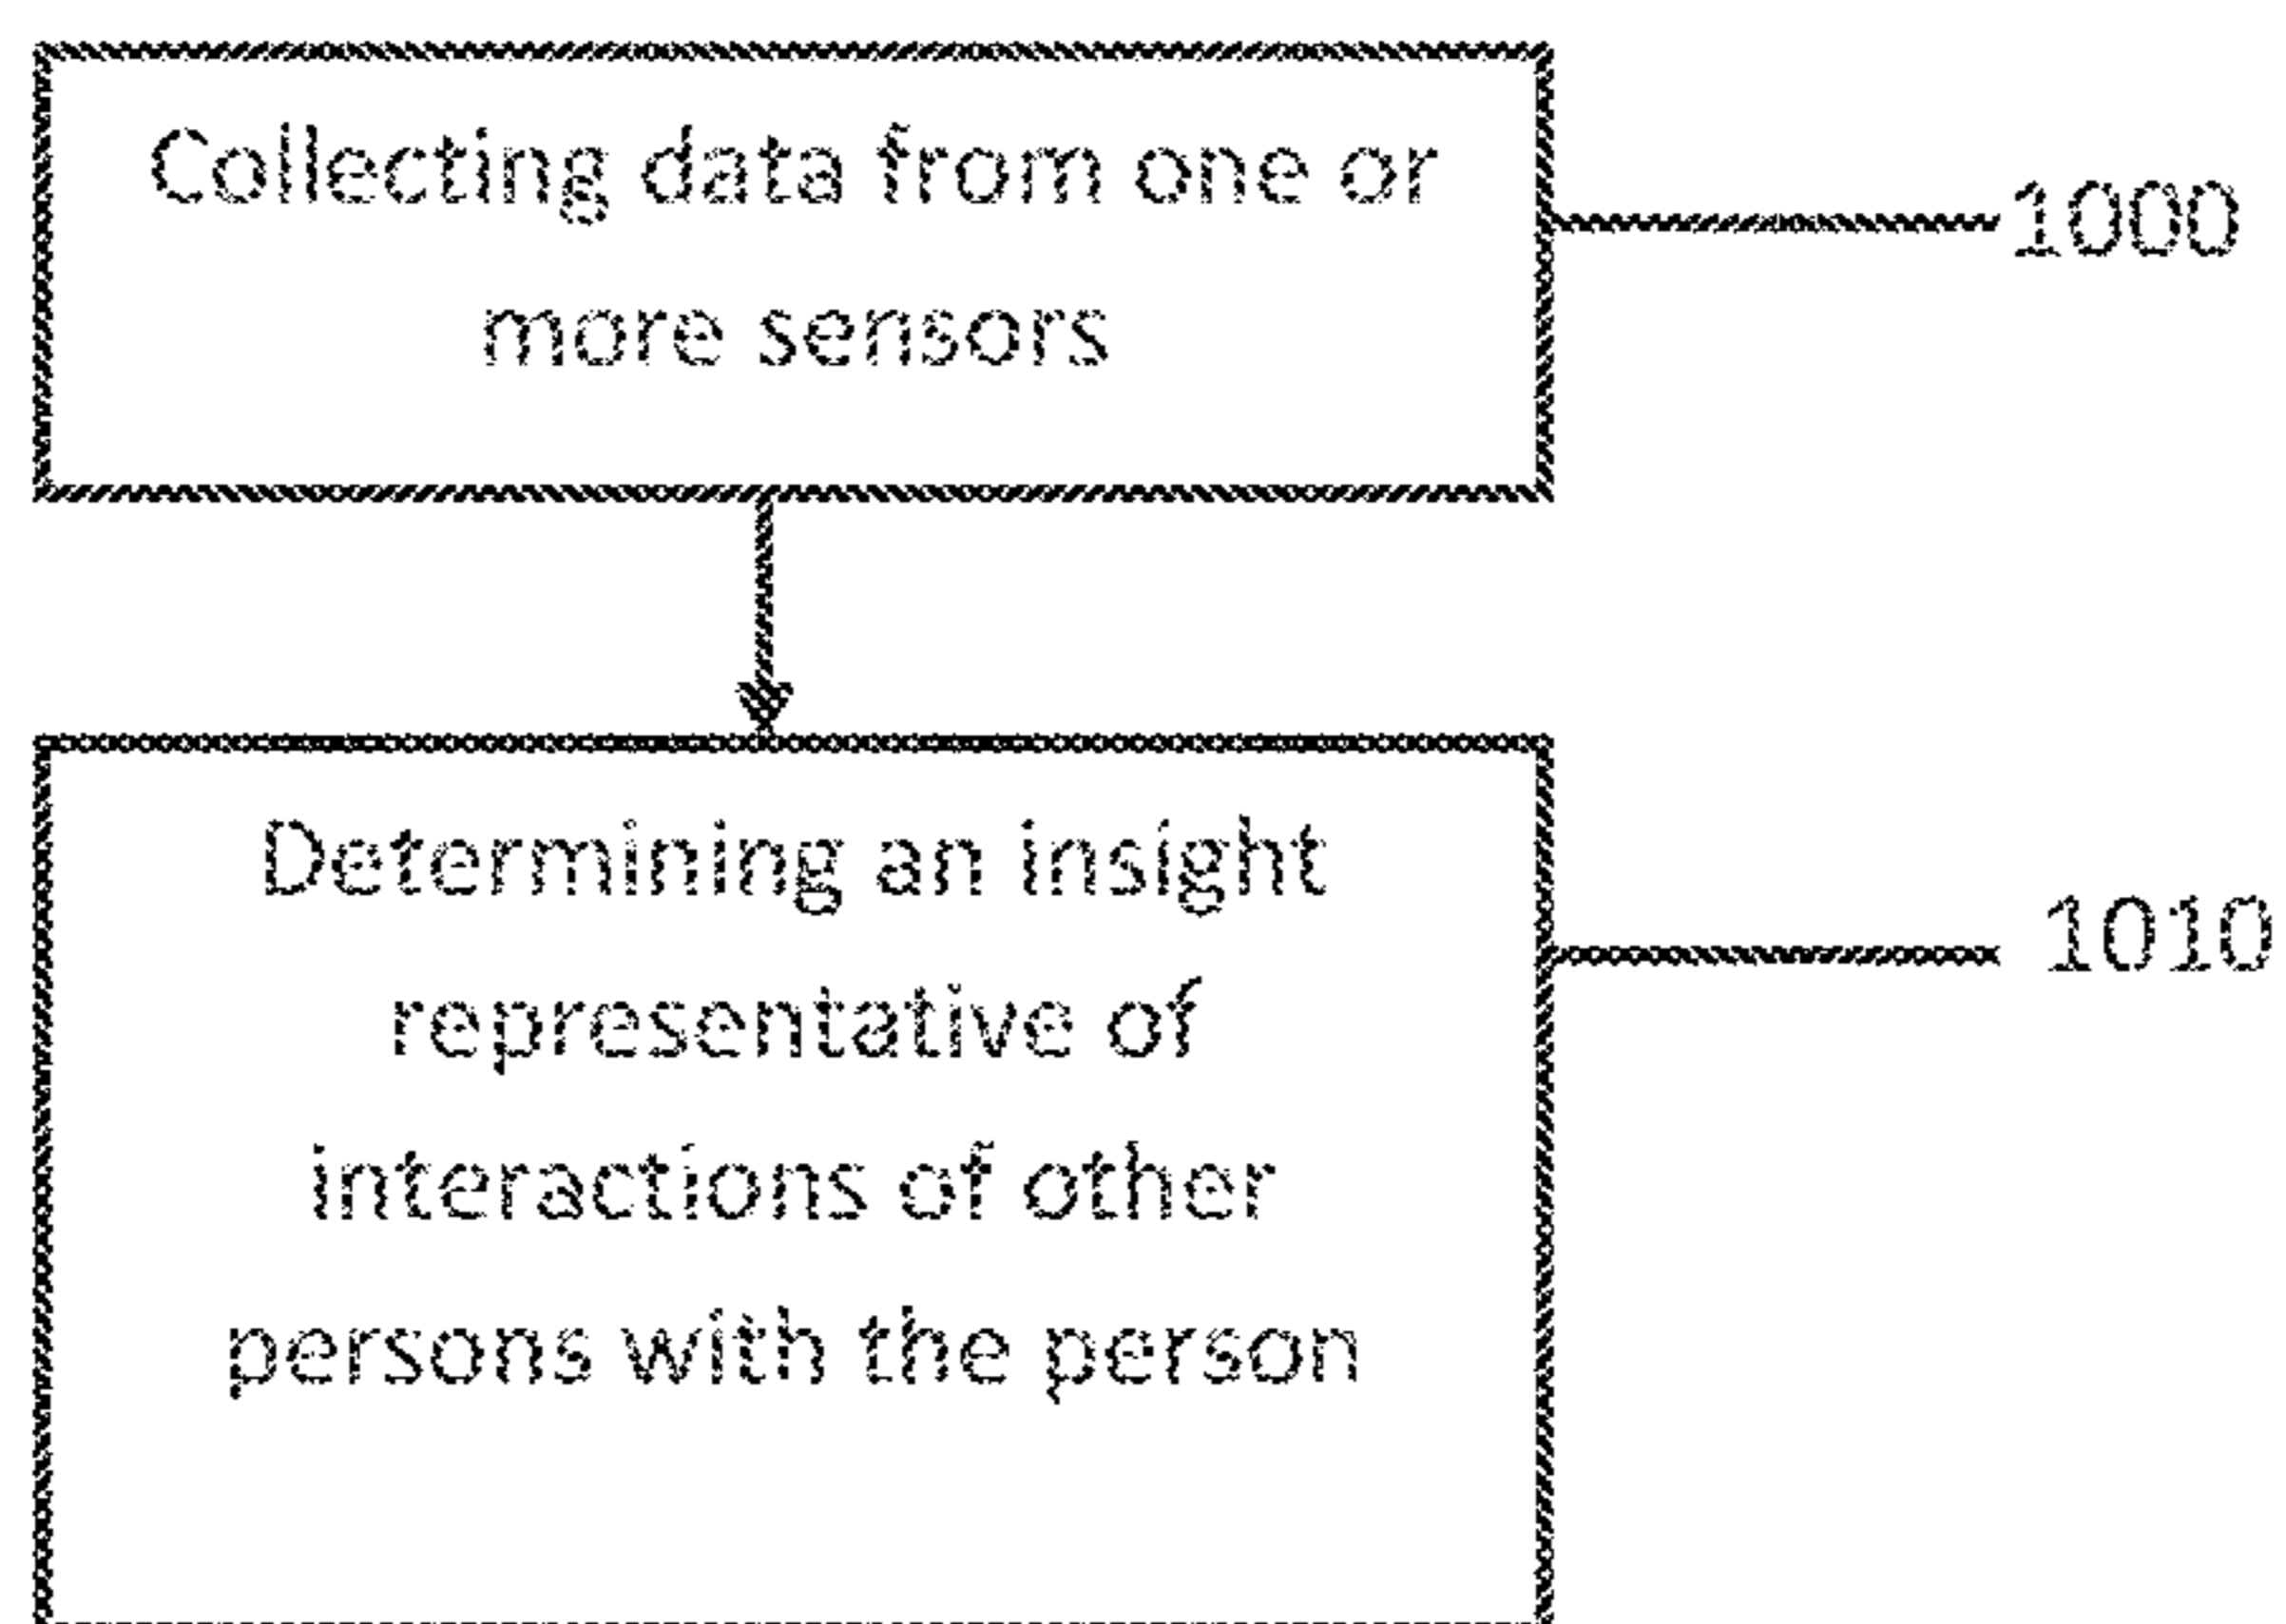 Collecting data from one or
more sensors
1000
Determining an insight
representative of
interactions of other
persons with the person
1010